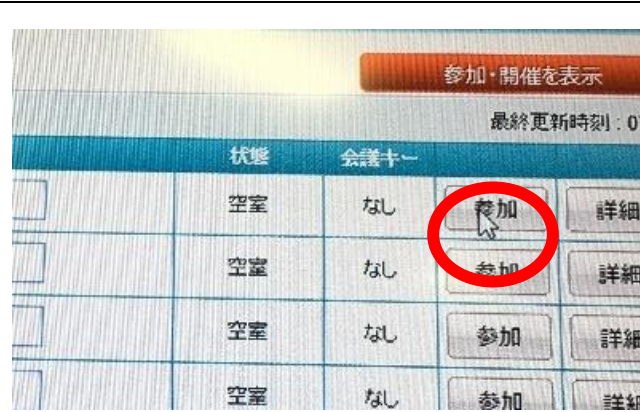 参加・開催を表示
最終更新時刻 : 0
状態 会議キー
空室 なし 参加 詳細
空室 なし 参加 詳細
空室 なし 参加 詳細
空室 なし 参加 詳細